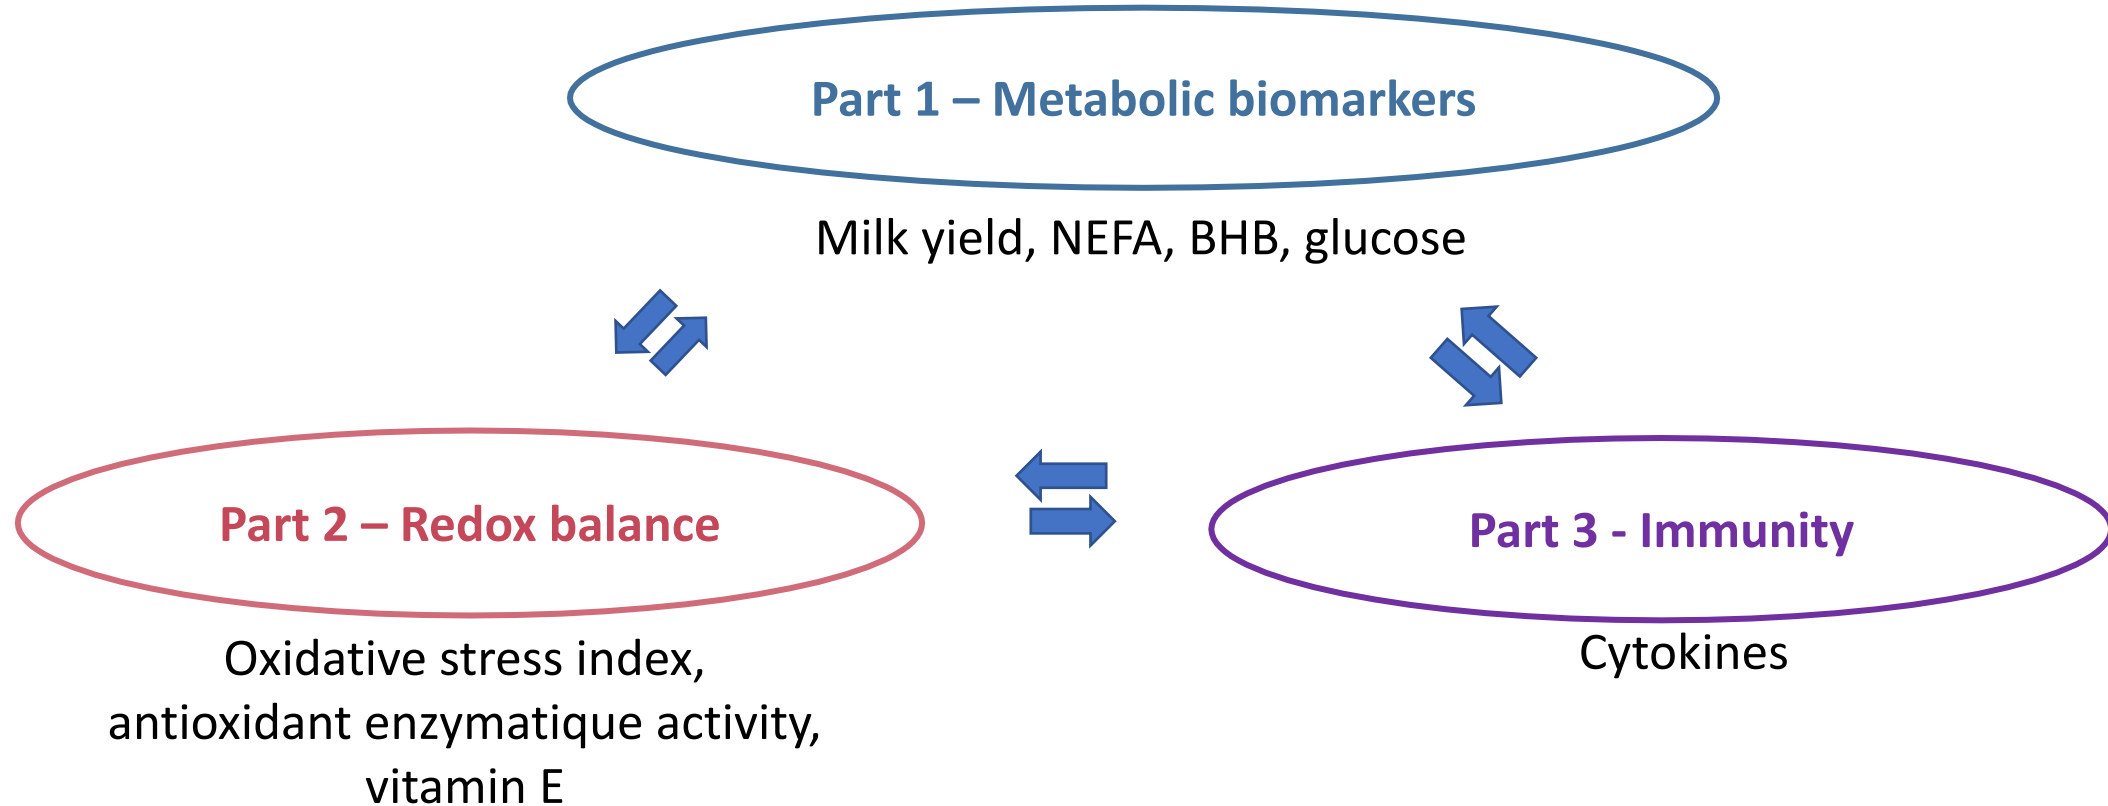 Part 1 – Metabolic biomarkers
Milk yield, NEFA, BHB, glucose
Part 2 – Redox balance
Oxidative stress index,
antioxidant enzymatique activity,
vitamin E
Part 3 - Immunity
Cytokines